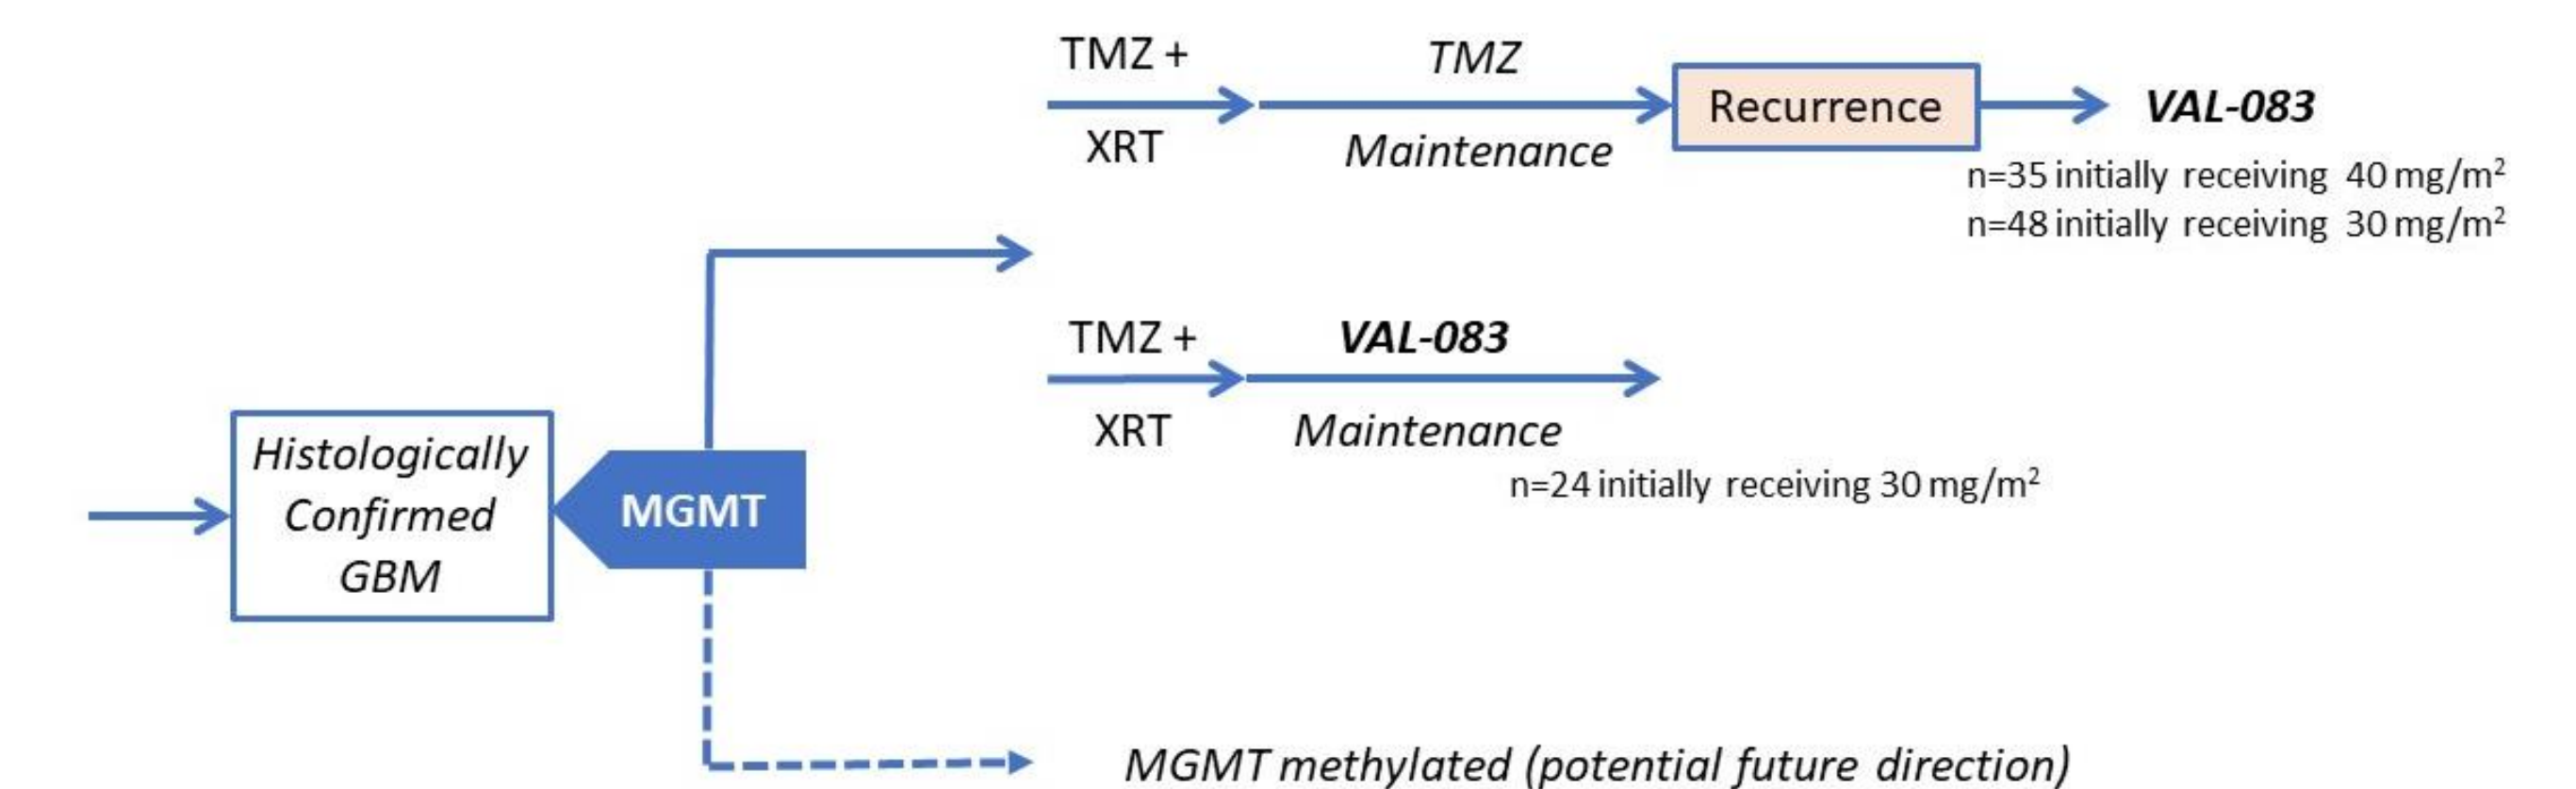 TMZ +
XRT
TMZ
Maintenance
Recurrence
VAL-083
n=35 initially receiving 40 mg/m²
n=48 initially receiving 30 mg/m²
TMZ +
XRT
VAL-083
Maintenance
n=24 initially receiving 30 mg/m²
Histologically
Confirmed
GBM
MGMT
MGMT methylated (potential future direction)